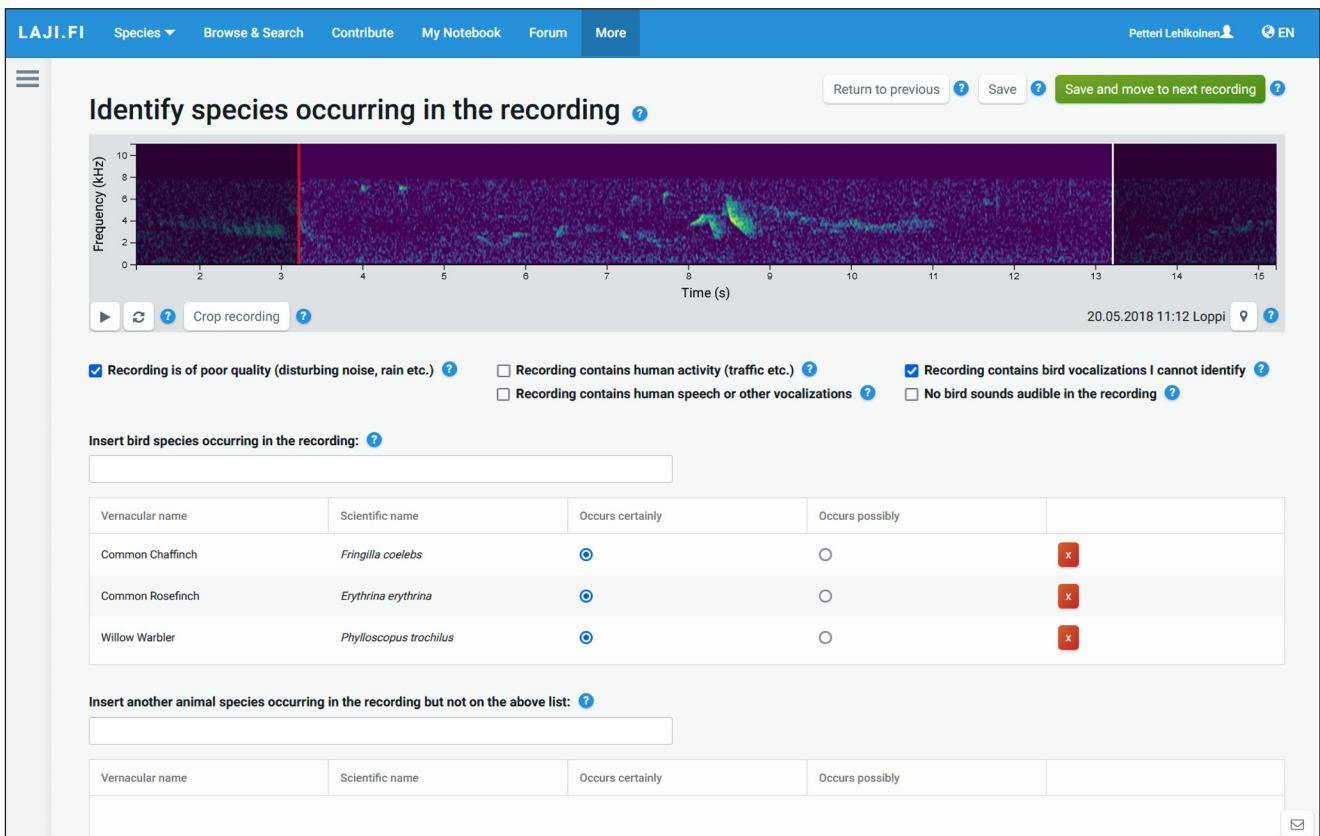 LAJI.FI Species Browse & Search Contribute My Notebook Forum More Petteri Lehikoinen EN
Return to previous ? Save ? Save and move to next recording ?
Identify species occurring in the recording ?
Frequency (kHz)
10
8
6
4
2
0
2 3 4 5 6 7 8 9 10 11 12 13 14 15
Time (s)
? Crop recording ? 20.05.2018 11:12 Loppi ?
Recording is of poor quality (disturbing noise, rain etc.) ? Recording contains human activity (traffic etc.) ? Recording contains bird vocalizations I cannot identify ?
Recording contains human speech or other vocalizations ? No bird sounds audible in the recording ?
Insert bird species occurring in the recording: ?
Vernacular name Scientific name Occurs certainly Occurs possibly
Common Chaffinch Fringilla coelebs x
Common Rosefinch Erythrina erythrina x
Willow Warbler Phylloscopus trochilus x
Insert another animal species occurring in the recording but not on the above list: ?
Vernacular name Scientific name Occurs certainly Occurs possibly